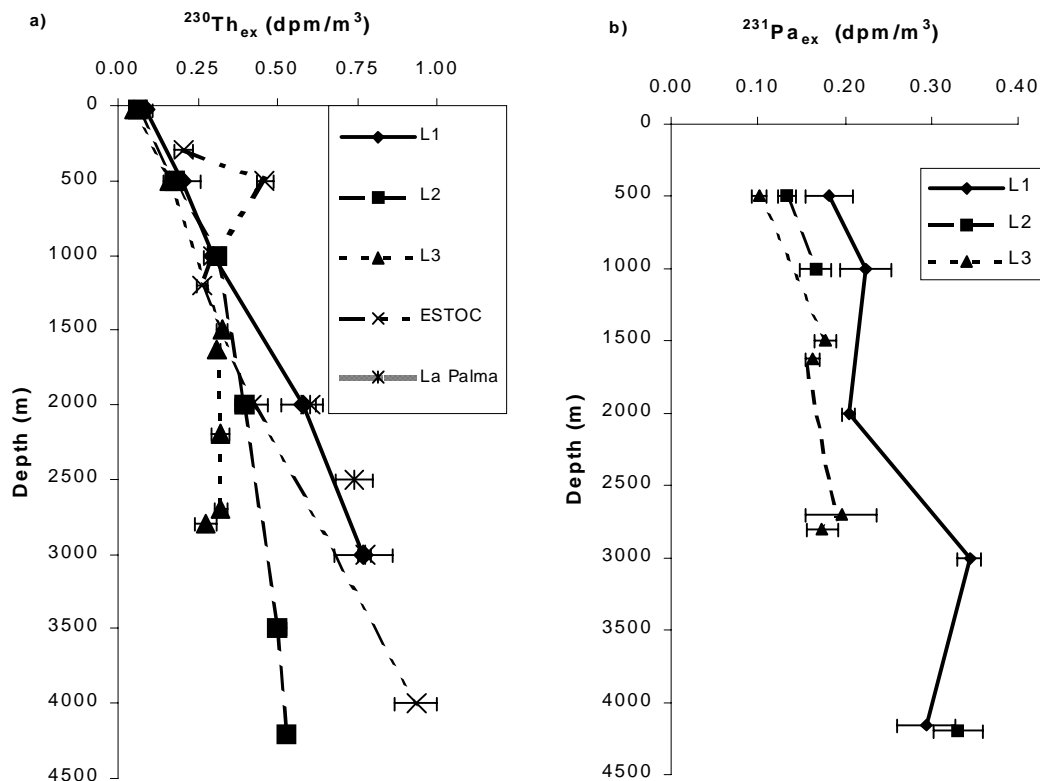 a)
²³⁰Th_ex (dpm/m³)
0.00 0.25 0.50 0.75 1.00
0
500
1000
1500
2000
2500
3000
3500
4000
4500
Depth (m)
L1
L2
L3
ESTOC
La Palma
b)
²³¹Pa_ex (dpm/m³)
0.00 0.10 0.20 0.30 0.40
0
500
1000
1500
2000
2500
3000
3500
4000
4500
Depth (m)
L1
L2
L3